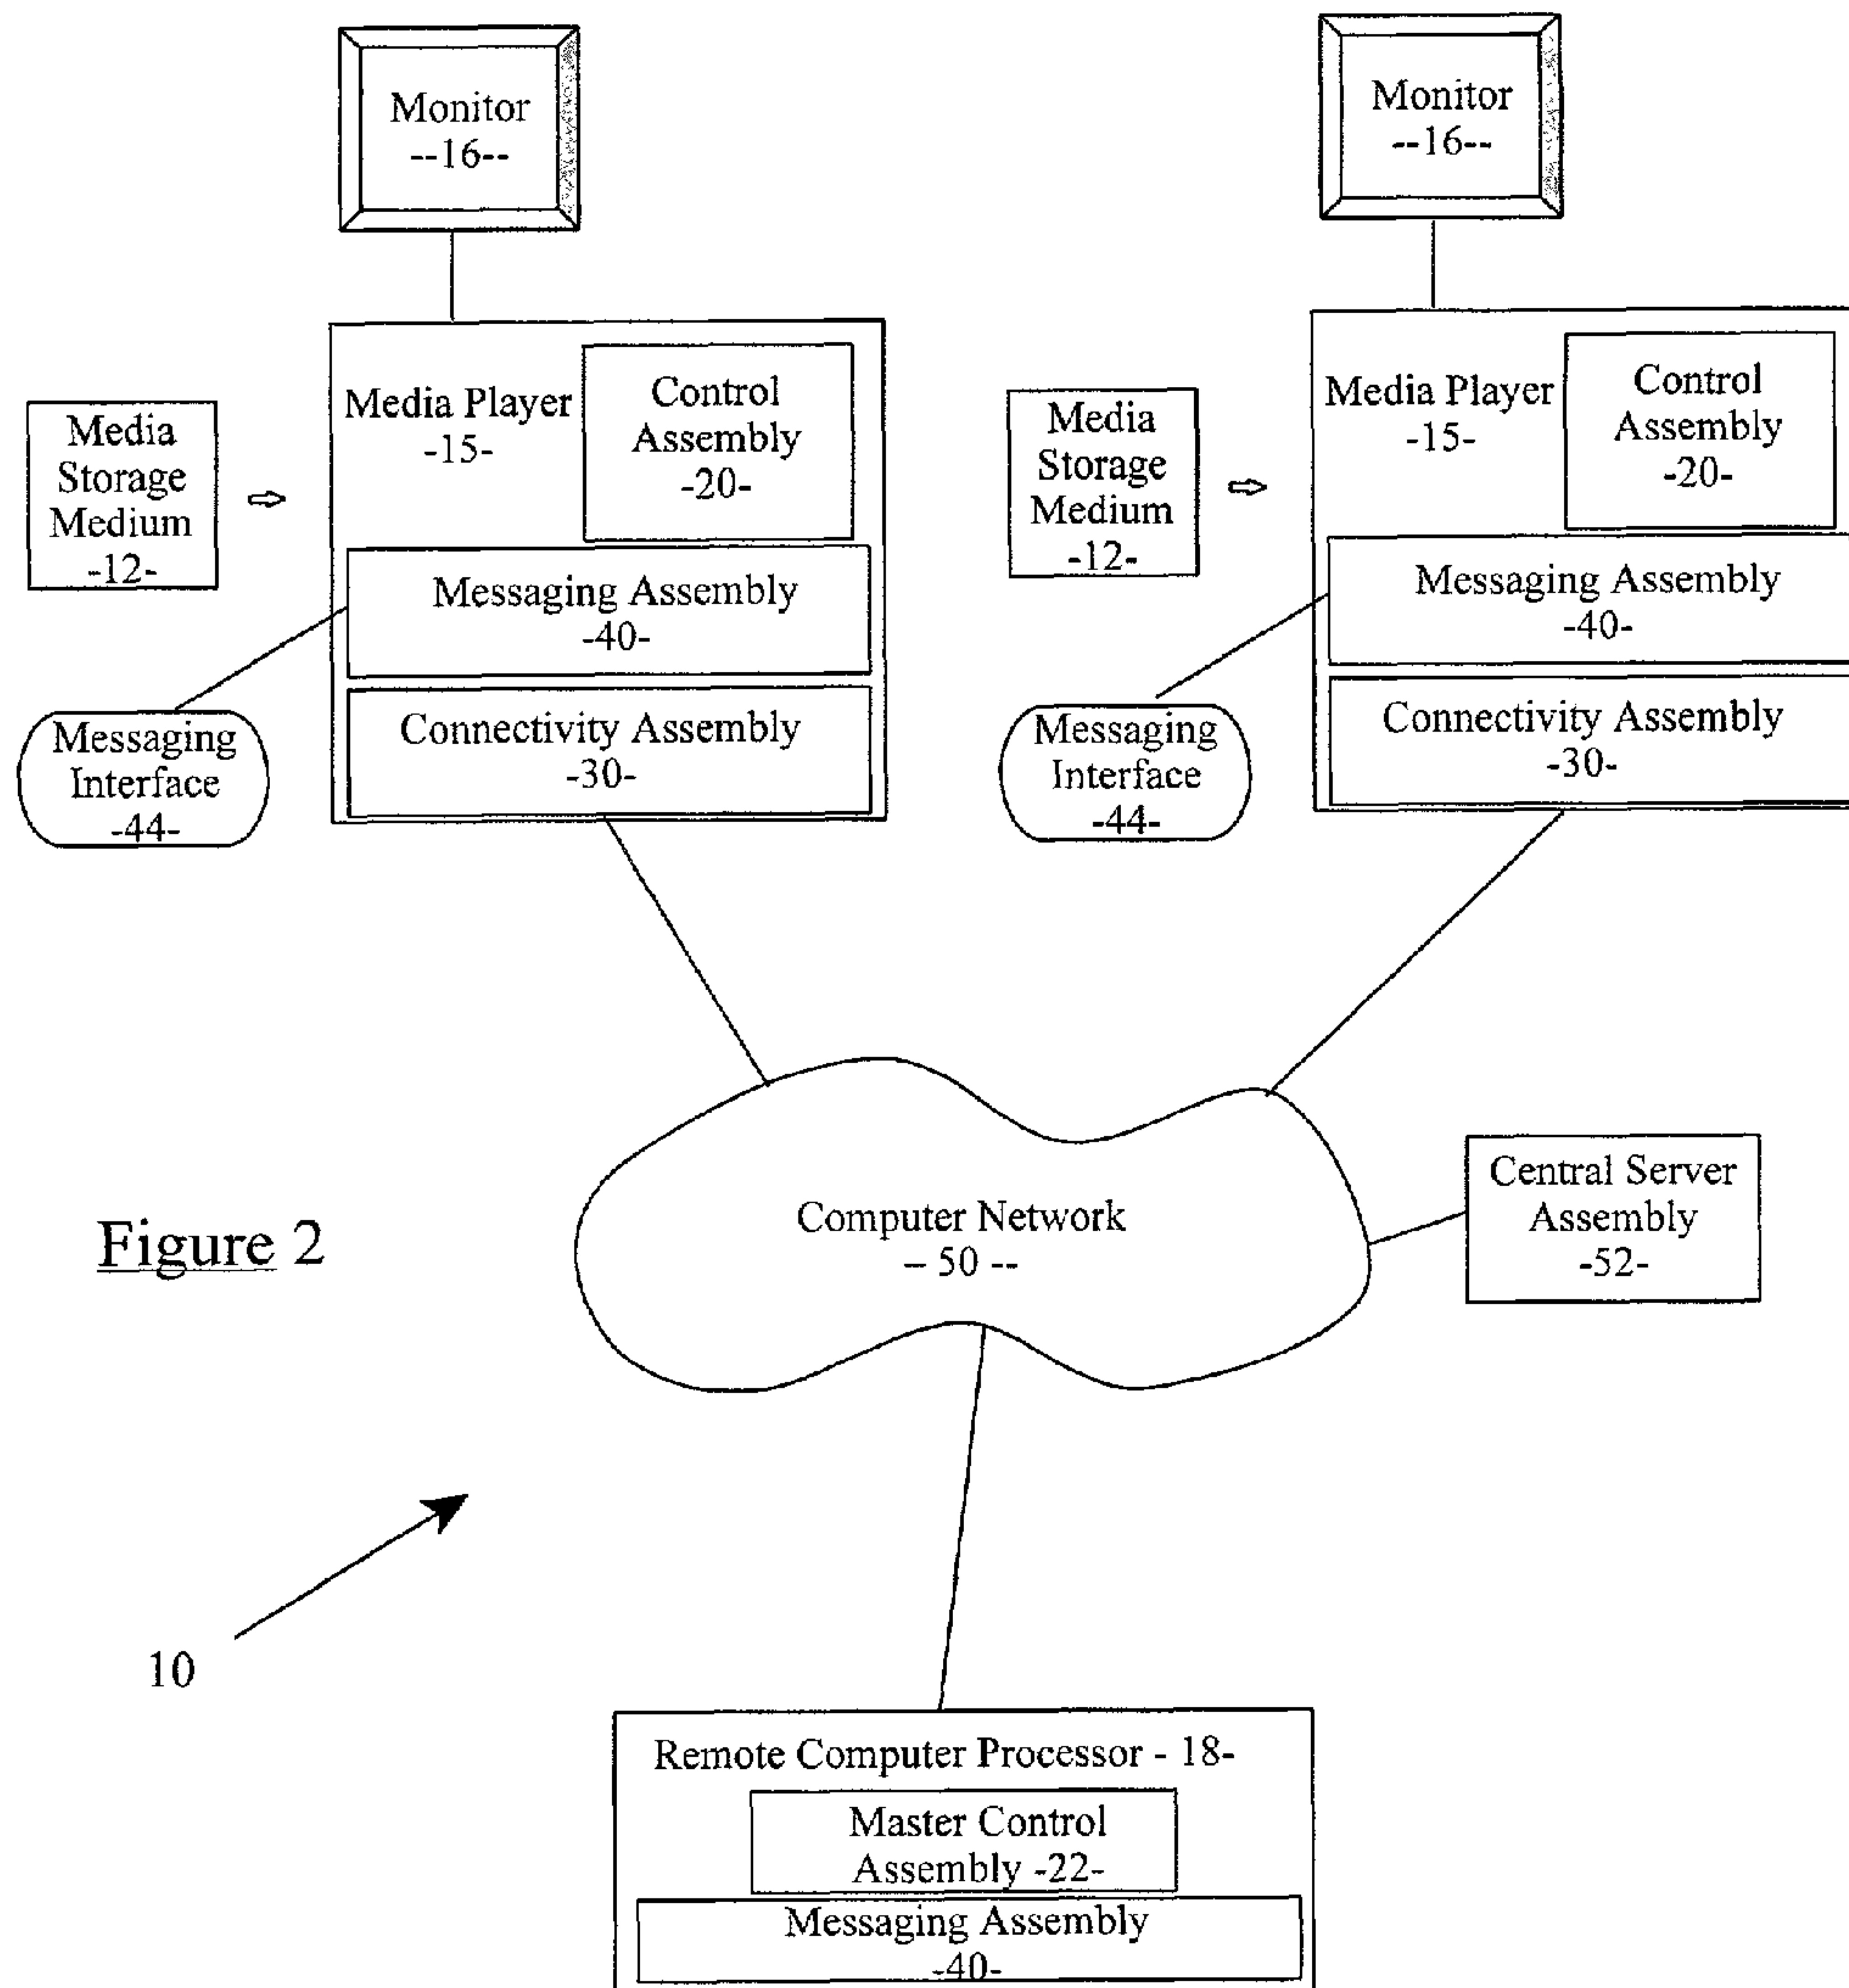 Monitor
--16--
Monitor
--16--
Media Player
-15-
Control
Assembly
-20-
Media
Storage
Medium
-12-
Messaging Assembly
-40-
Connectivity Assembly
-30-
Messaging
Interface
-44-
Media Player
-15-
Control
Assembly
-20-
Media
Storage
Medium
-12-
Messaging Assembly
-40-
Connectivity Assembly
-30-
Messaging
Interface
-44-
Computer Network
– 50 --
Central Server
Assembly
-52-
Figure 2
10
Remote Computer Processor - 18-
Master Control
Assembly -22-
Messaging Assembly
-40-